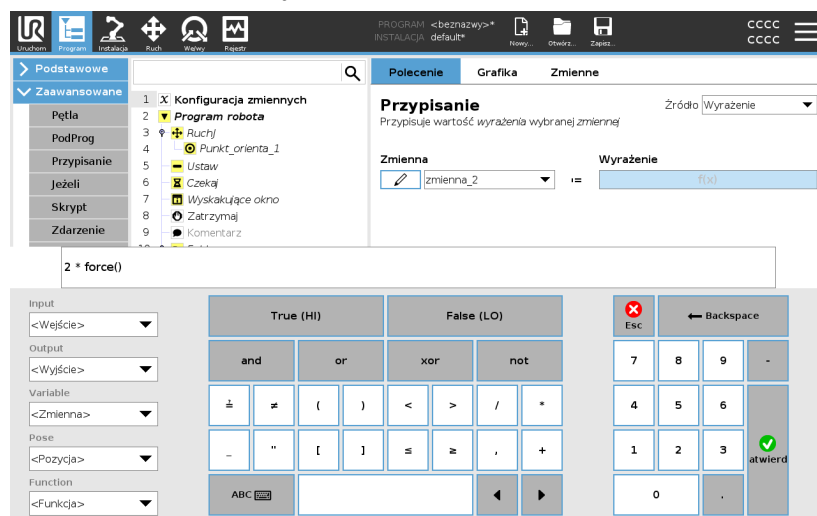 PROGRAM <beznazwy>*
INSTALACJA default*
CCCC
CCCC
Uruchom Program Instalacja Ruch We/wy Rejestr Nowy... Otwórz... Zapisz...
Podstawowe
Zaawansowane
Pętla
PodProg
Przypisanie
Jeżeli
Skrypt
Zdarzenie
1 X Konfiguracja zmiennych
2 Program robota
3 RuchJ
4 Punkt_orienta_1
5 Ustaw
6 Czekaj
7 Wyskakujące okno
8 Zatrzymaj
9 Komentarz
Polecenie Grafika Zmienne
Przypisanie
Źródło Wyrażenie
Przypisuje wartość wyrażenia wybranej zmiennej
Zmienna Wyrażenie
zmienna_2 := f(x)
2 * force()
Input
<Wejście>
Output
<Wyjście>
Variable
<Zmienna>
Pose
<Pozycja>
Function
<Funkcja>
True (HI) False (LO)
and or xor not
≟ ≠ ( ) < > / *
_ " [ ] ≤ ≥ , +
ABC
Esc Backspace
7 8 9 -
4 5 6
1 2 3
atwierd
0 .